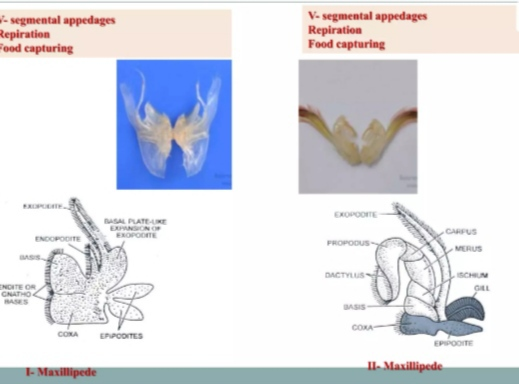 V- segmental appedages
Repiration
Food capturing
EXOPODITE
BASAL PLATE-LIKE
EXPANSION OF
EXOPODITE
ENDOPODITE
BASIS
ENDITE OR
GNATHO
BASES
COXA
EPIPODITES
I- Maxillipede
V- segmental appedages
Repiration
Food capturing
EXOPODITE
CARPUS
PROPODUS
MERUS
DACTYLUS
ISCHIUM
GILL
BASIS
COXA
EPIPODITE
II- Maxillipede